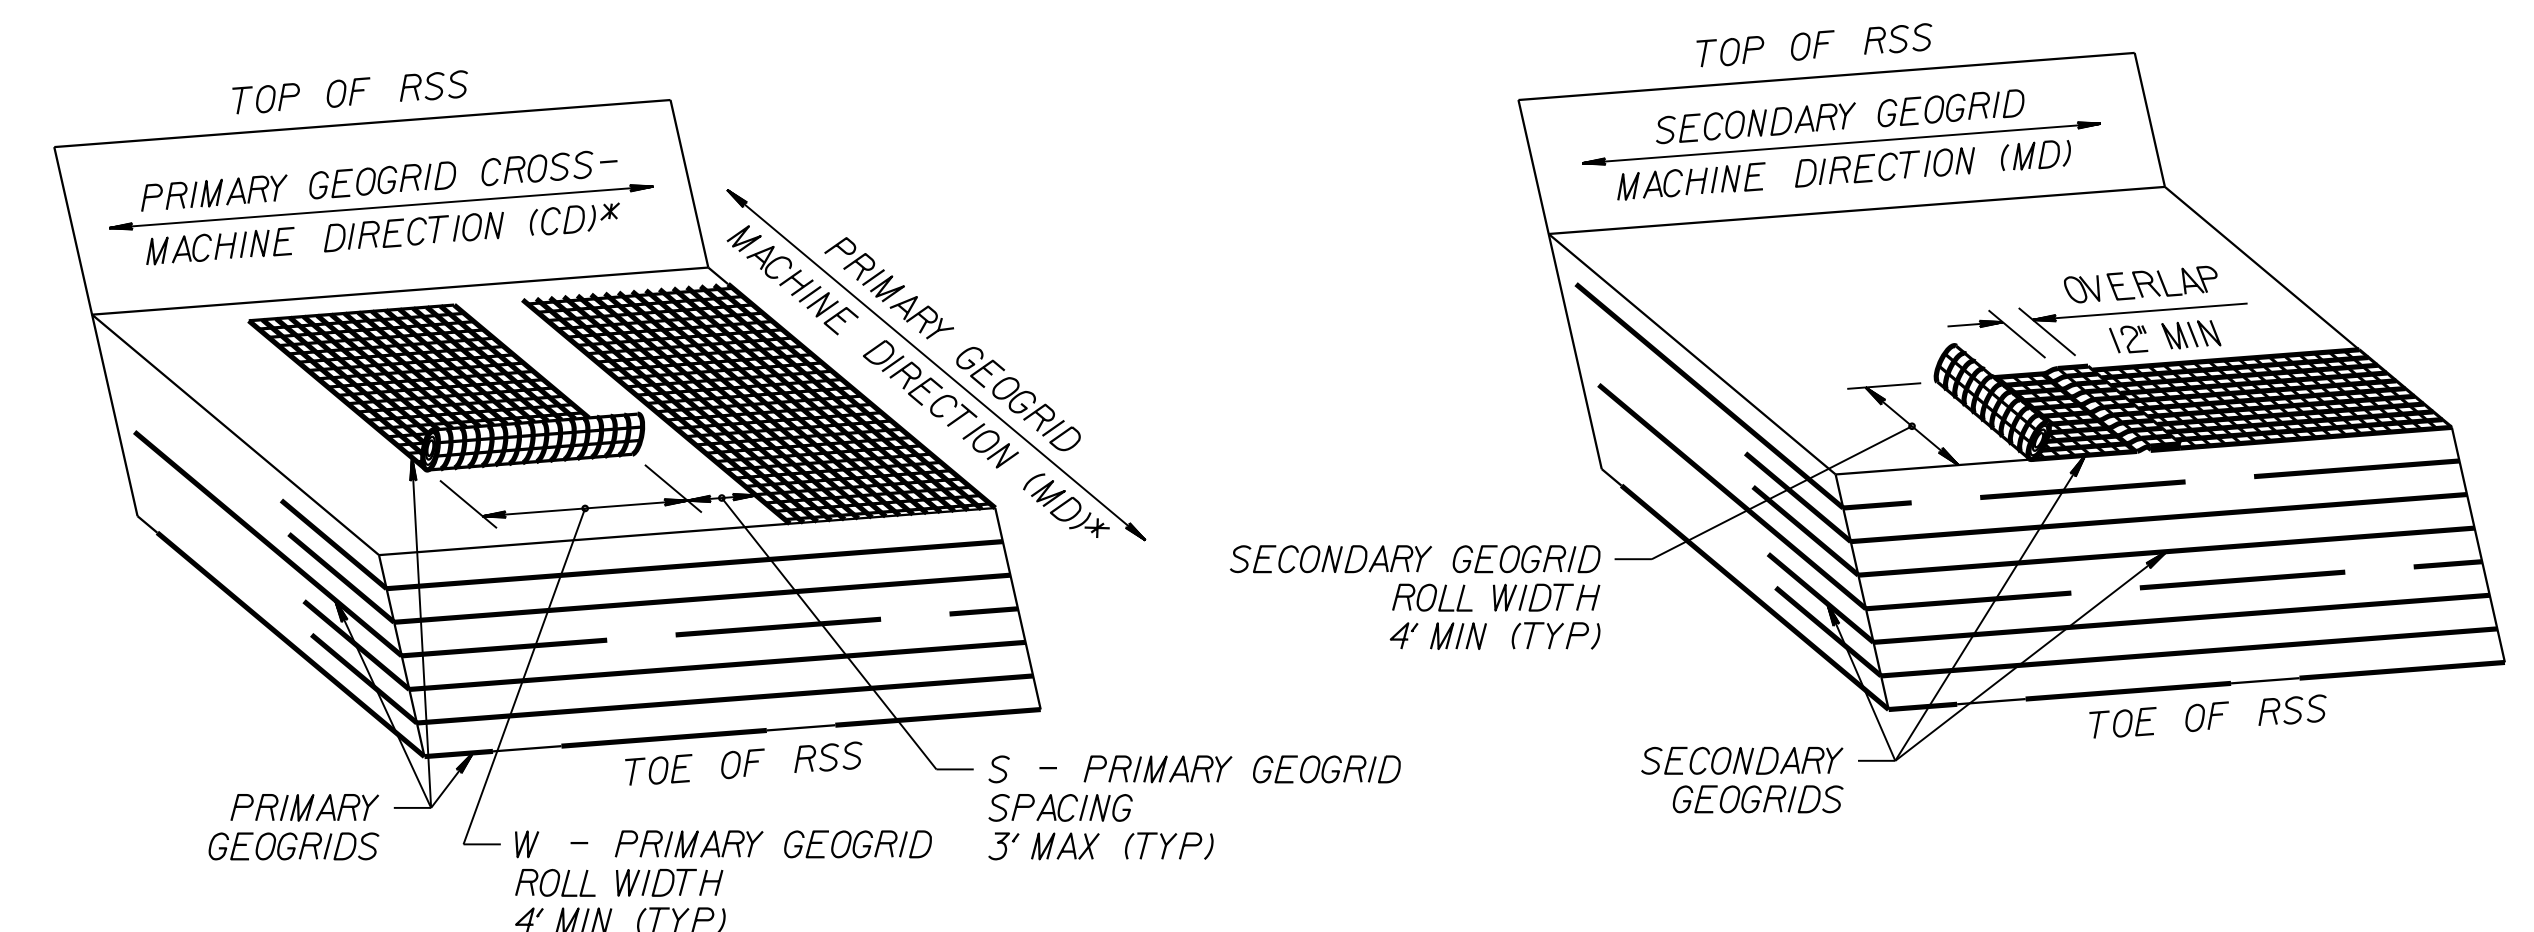 TOP OF RSS
PRIMARY GEOGRID CROSS-
MACHINE DIRECTION (CD)*
PRIMARY GEOGRID
MACHINE DIRECTION (MD)*
TOE OF RSS
PRIMARY
GEOGRIDS
W - PRIMARY GEOGRID
ROLL WIDTH
4' MIN (TYP)
S - PRIMARY GEOGRID
SPACING
3' MAX (TYP)
TOP OF RSS
SECONDARY GEOGRID
MACHINE DIRECTION (MD)
OVERLAP
12" MIN
SECONDARY GEOGRID
ROLL WIDTH
4' MIN (TYP)
TOE OF RSS
SECONDARY
GEOGRIDS